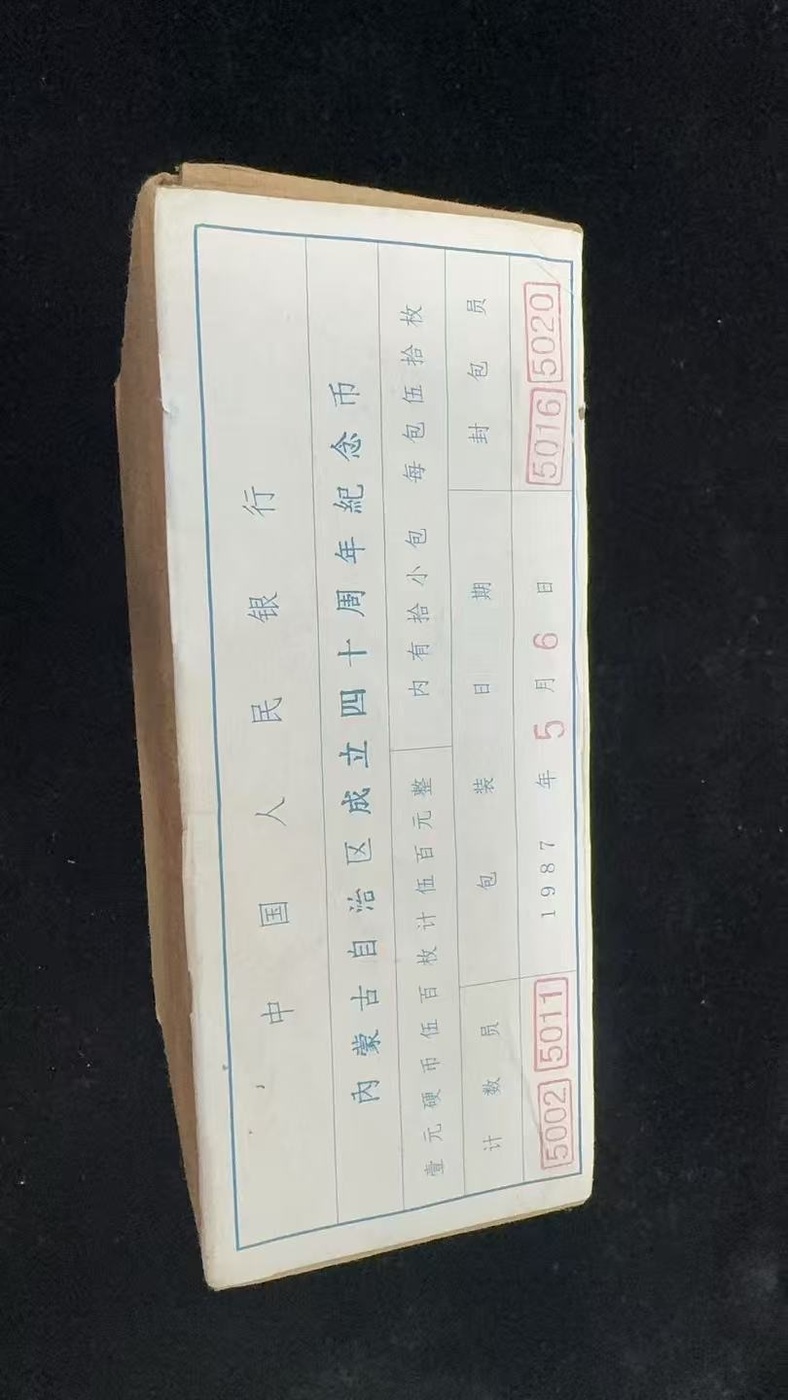 中国人民银行
内蒙古自治区成立四十周年紀念币
壹元硬币伍百枚计伍百元整 内有拾小包 每包伍拾枚
计数员 包装日期 封包员
5002 5011 1987年5月6日 5016 5020